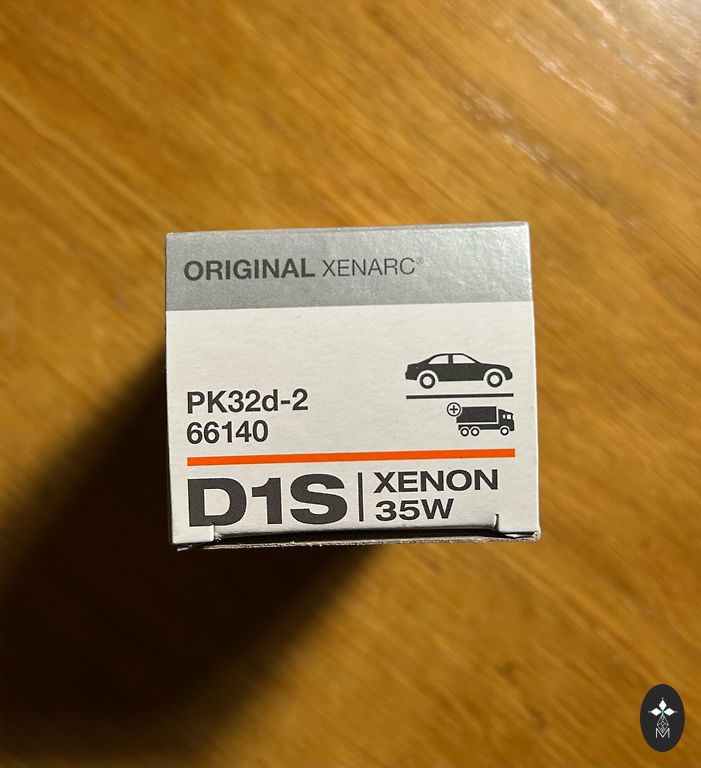 ORIGINAL XENARC®
PK32d-2
66140
D1S | XENON
35W
M